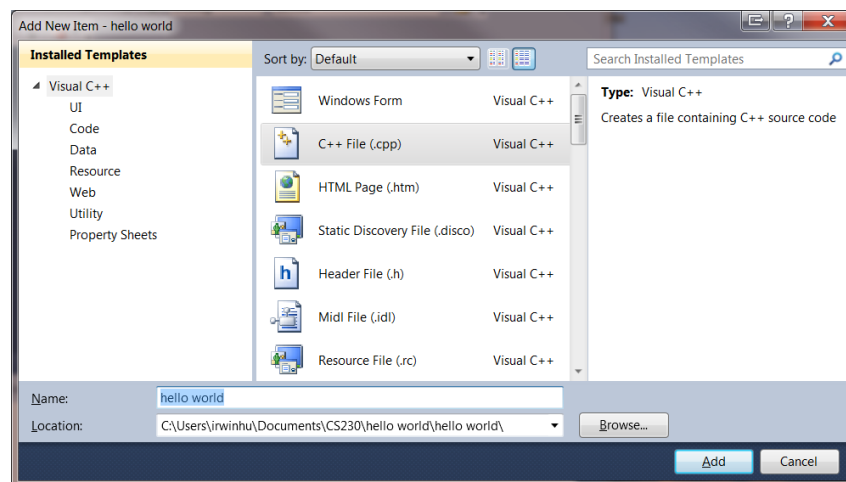 Add New Item - hello world
Installed Templates
Sort by: Default
Search Installed Templates
Visual C++
UI
Code
Data
Resource
Web
Utility
Property Sheets
Windows Form Visual C++
C++ File (.cpp) Visual C++
HTML Page (.htm) Visual C++
Static Discovery File (.disco) Visual C++
Header File (.h) Visual C++
Midl File (.idl) Visual C++
Resource File (.rc) Visual C++
Type: Visual C++
Creates a file containing C++ source code
Name: hello world
Location: C:\Users\irwinhu\Documents\CS230\hello world\hello world\
Browse...
Add Cancel